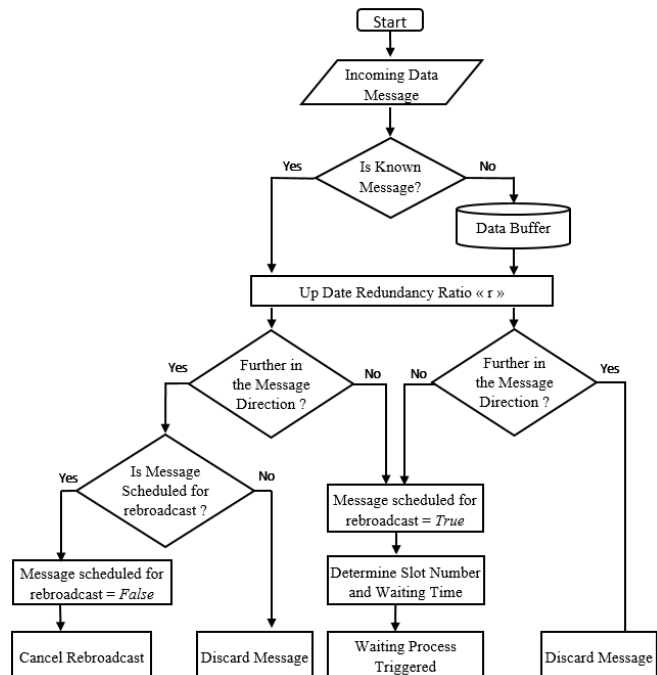 Start
Incoming Data
Message
Yes
Is Known
Message?
No
Data Buffer
Up Date Redundancy Ratio « r »
Yes
Further in
the Message
Direction ?
No
No
Further in
the Message
Direction ?
Yes
Yes
Is Message
Scheduled for
rebroadcast ?
No
Message scheduled for
rebroadcast = True
Message scheduled for
rebroadcast = False
Determine Slot Number
and Waiting Time
Cancel Rebroadcast
Discard Message
Waiting Process
Triggered
Discard Message